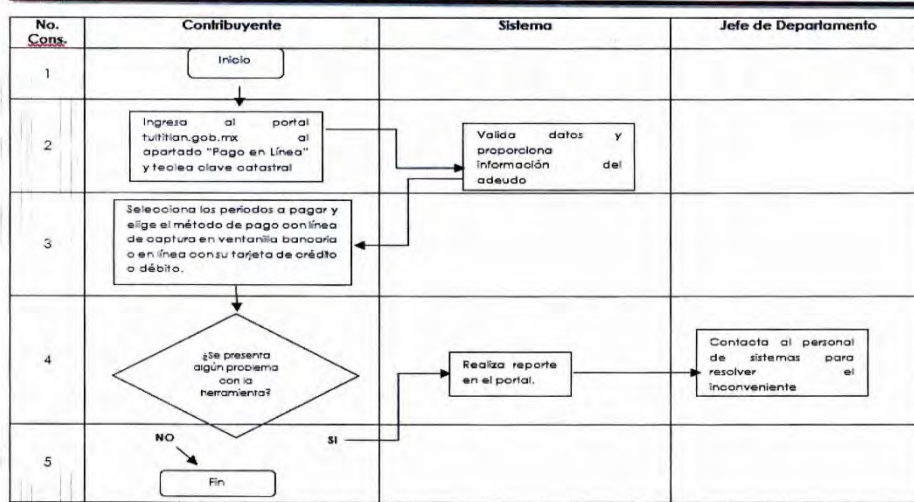 No. Cons.
Contribuyente
Sistema
Jefe de Departamento
1
Inicio
2
Ingresa al portal
tultitlan.gob.mx al
apartado "Pago en Línea"
y teclea clave catastral
Valida datos y
proporciona
información del
adeudo
3
Selecciona los periodos a pagar y
elige el método de pago con línea
de captura en ventanilla bancaria
o en línea con su tarjeta de crédito
o débito.
4
¿Se presenta
algún problema
con la
herramienta?
Realiza reporte
en el portal.
Contacta al personal
de sistemas para
resolver el
inconveniente
NO
SI
5
Fin